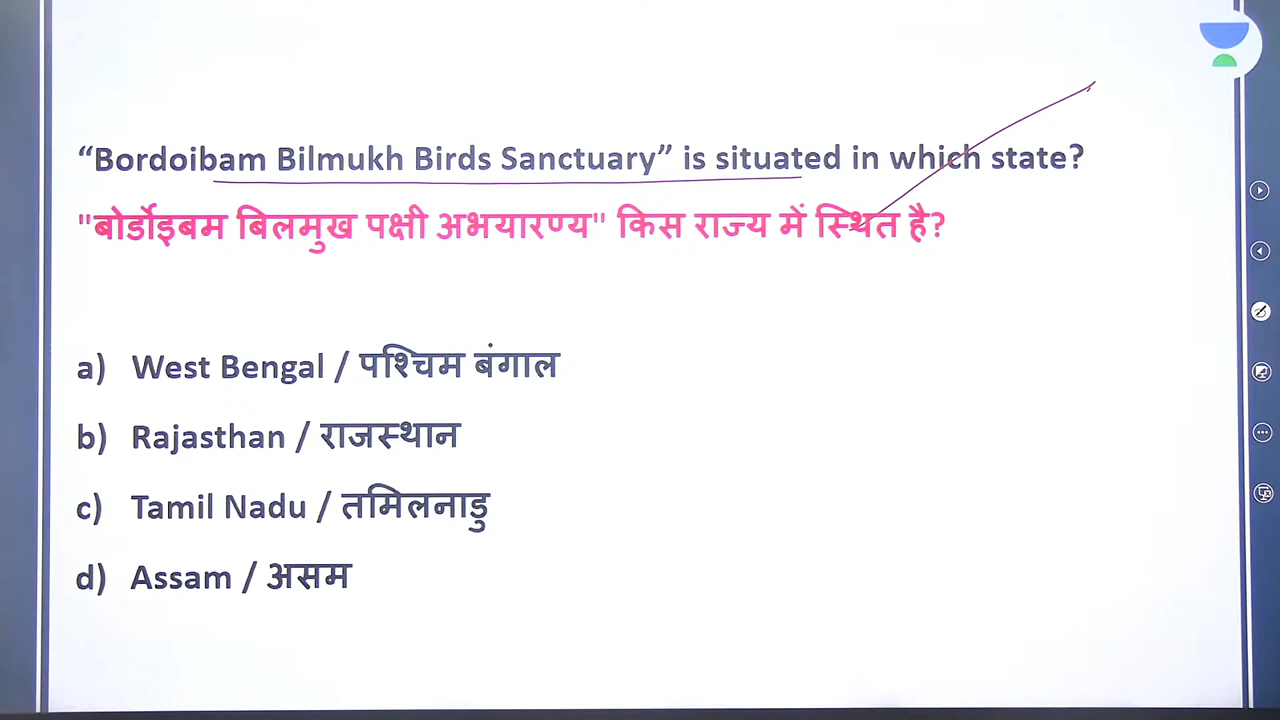 “Bordoibam Bilmukh Birds Sanctuary” is situated in which state?
"बोर्डोइबम बिलमुख पक्षी अभयारण्य" किस राज्य में स्थित है?
a) West Bengal / पश्चिम बंगाल
b) Rajasthan / राजस्थान
c) Tamil Nadu / तमिलनाडु
d) Assam / असम